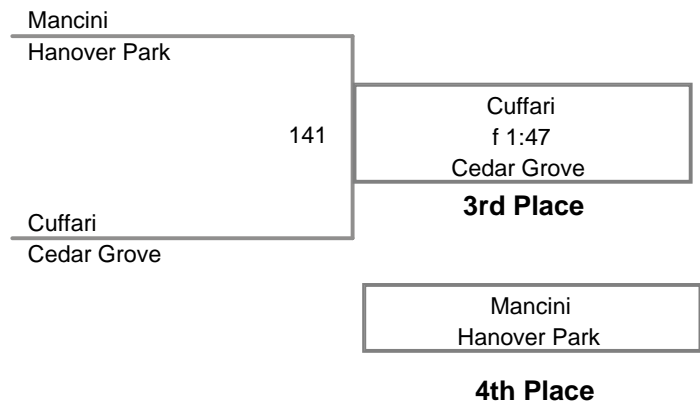 Mancini
Hanover Park
141
Cuffari
f 1:47
Cedar Grove
3rd Place
Cuffari
Cedar Grove
Mancini
Hanover Park
4th Place